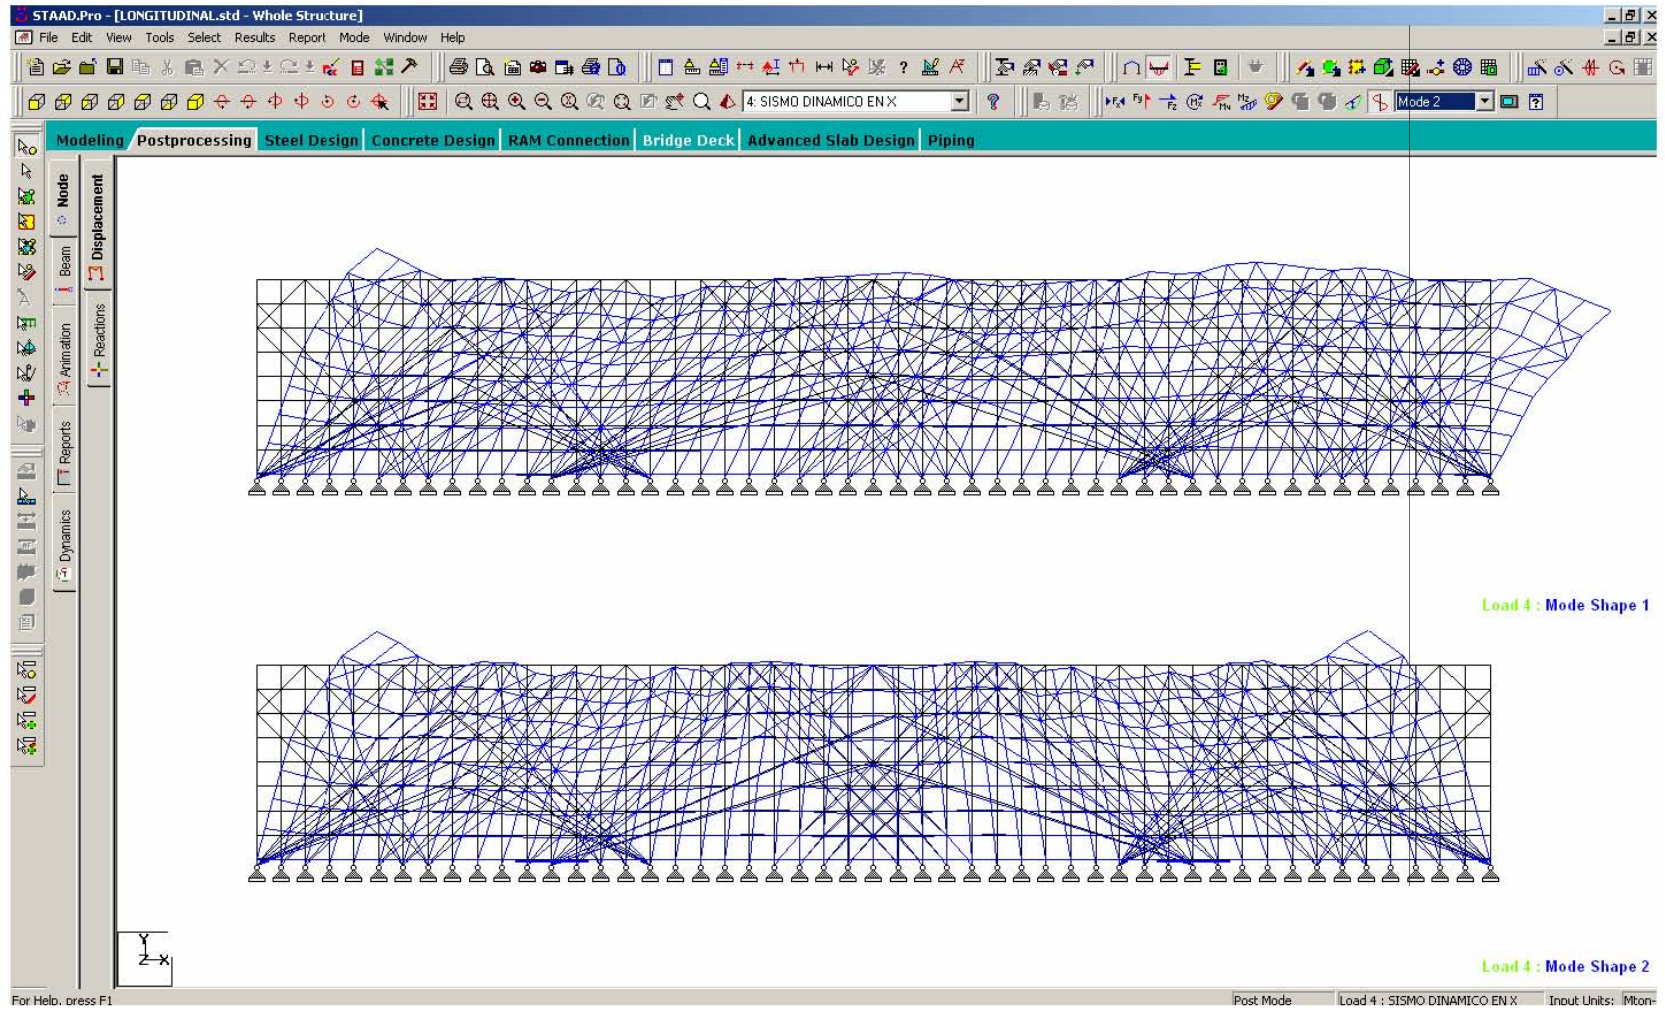 STAAD.Pro - [LONGITUDINAL.std - Whole Structure]
File Edit View Tools Select Results Report Mode Window Help
4: SISMO DINAMICO EN X
Mode 2
Modeling Postprocessing Steel Design Concrete Design RAM Connection Bridge Deck Advanced Slab Design Piping
Node
Beam
Animation
Reports
Dynamics
Displacement
Reactions
Load 4 : Mode Shape 1
Load 4 : Mode Shape 2
Y
Z X
For Help, press F1
Post Mode
Load 4 : SISMO DINAMICO EN X
Input Units: Mton-